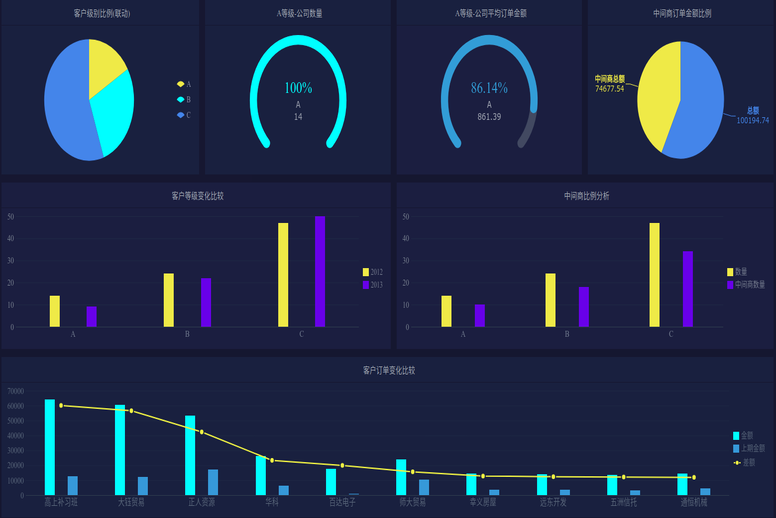 客户级别比例(联动)
A
B
C
A等级-公司数量
100%
A
14
A等级-公司平均订单金额
86.14%
A
861.39
中间商订单金额比例
中间商总额
74677.54
总额
100194.74
客户等级变化比较
50
40
30
20
10
0
A
B
C
2012
2013
中间商比例分析
50
40
30
20
10
0
A
B
C
数量
中间商数量
客户订单变化比较
70000
60000
50000
40000
30000
20000
10000
0
高上补习班
大钰贸易
正人资源
华科
百达电子
师大贸易
幸义房屋
远东开发
五洲信托
通恒机械
金额
上期金额
差额